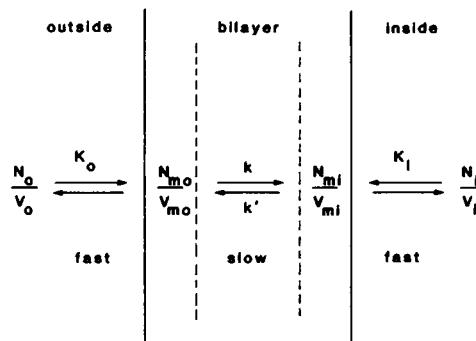 outside bilayer inside
K_o k K_i
N_o N_mo N_mi N_i
V_o V_mo k' V_mi V_i
fast slow fast